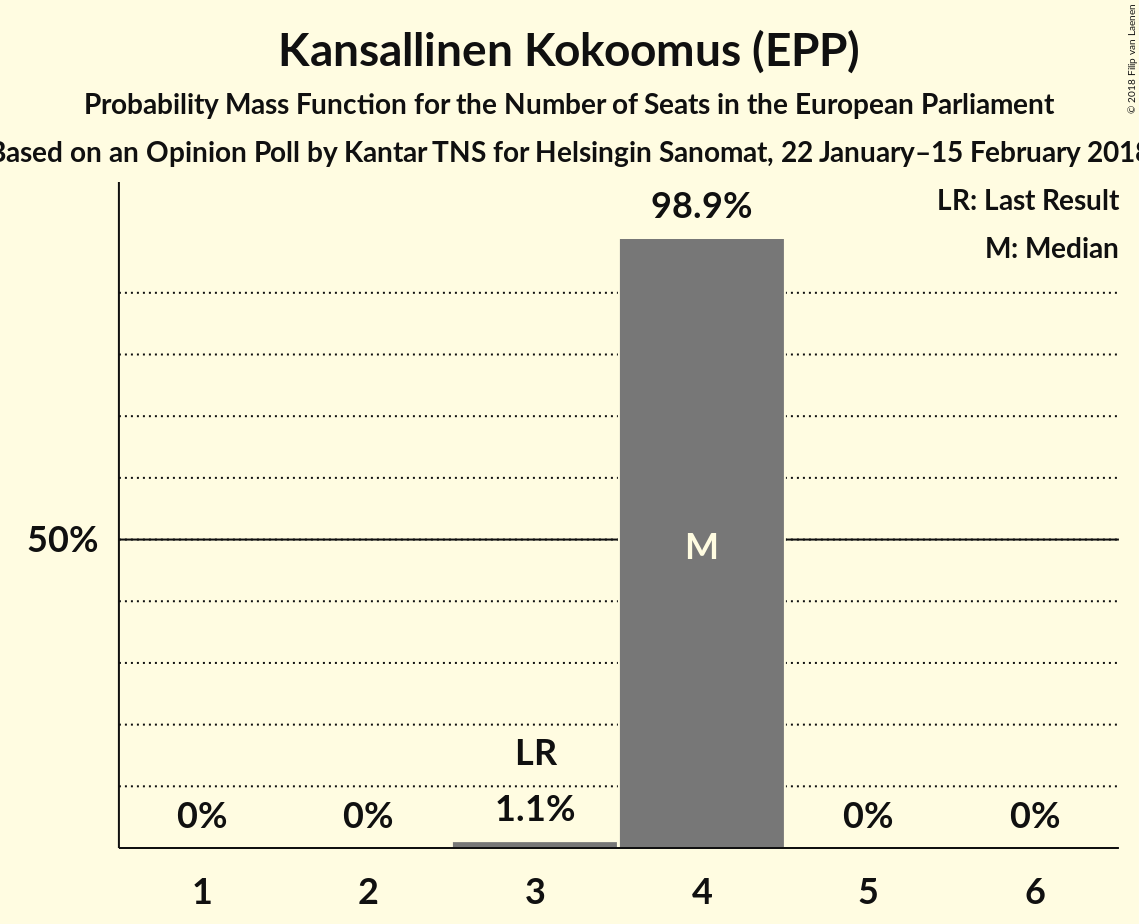 Kansallinen Kokoomus (EPP)
Probability Mass Function for the Number of Seats in the European Parliament
Based on an Opinion Poll by Kantar TNS for Helsingin Sanomat, 22 January–15 February 2018
© 2018 Filip van Laenen
LR: Last Result
M: Median
98.9%
50%
M
LR
0%
0%
1.1%
0%
0%
1
2
3
4
5
6